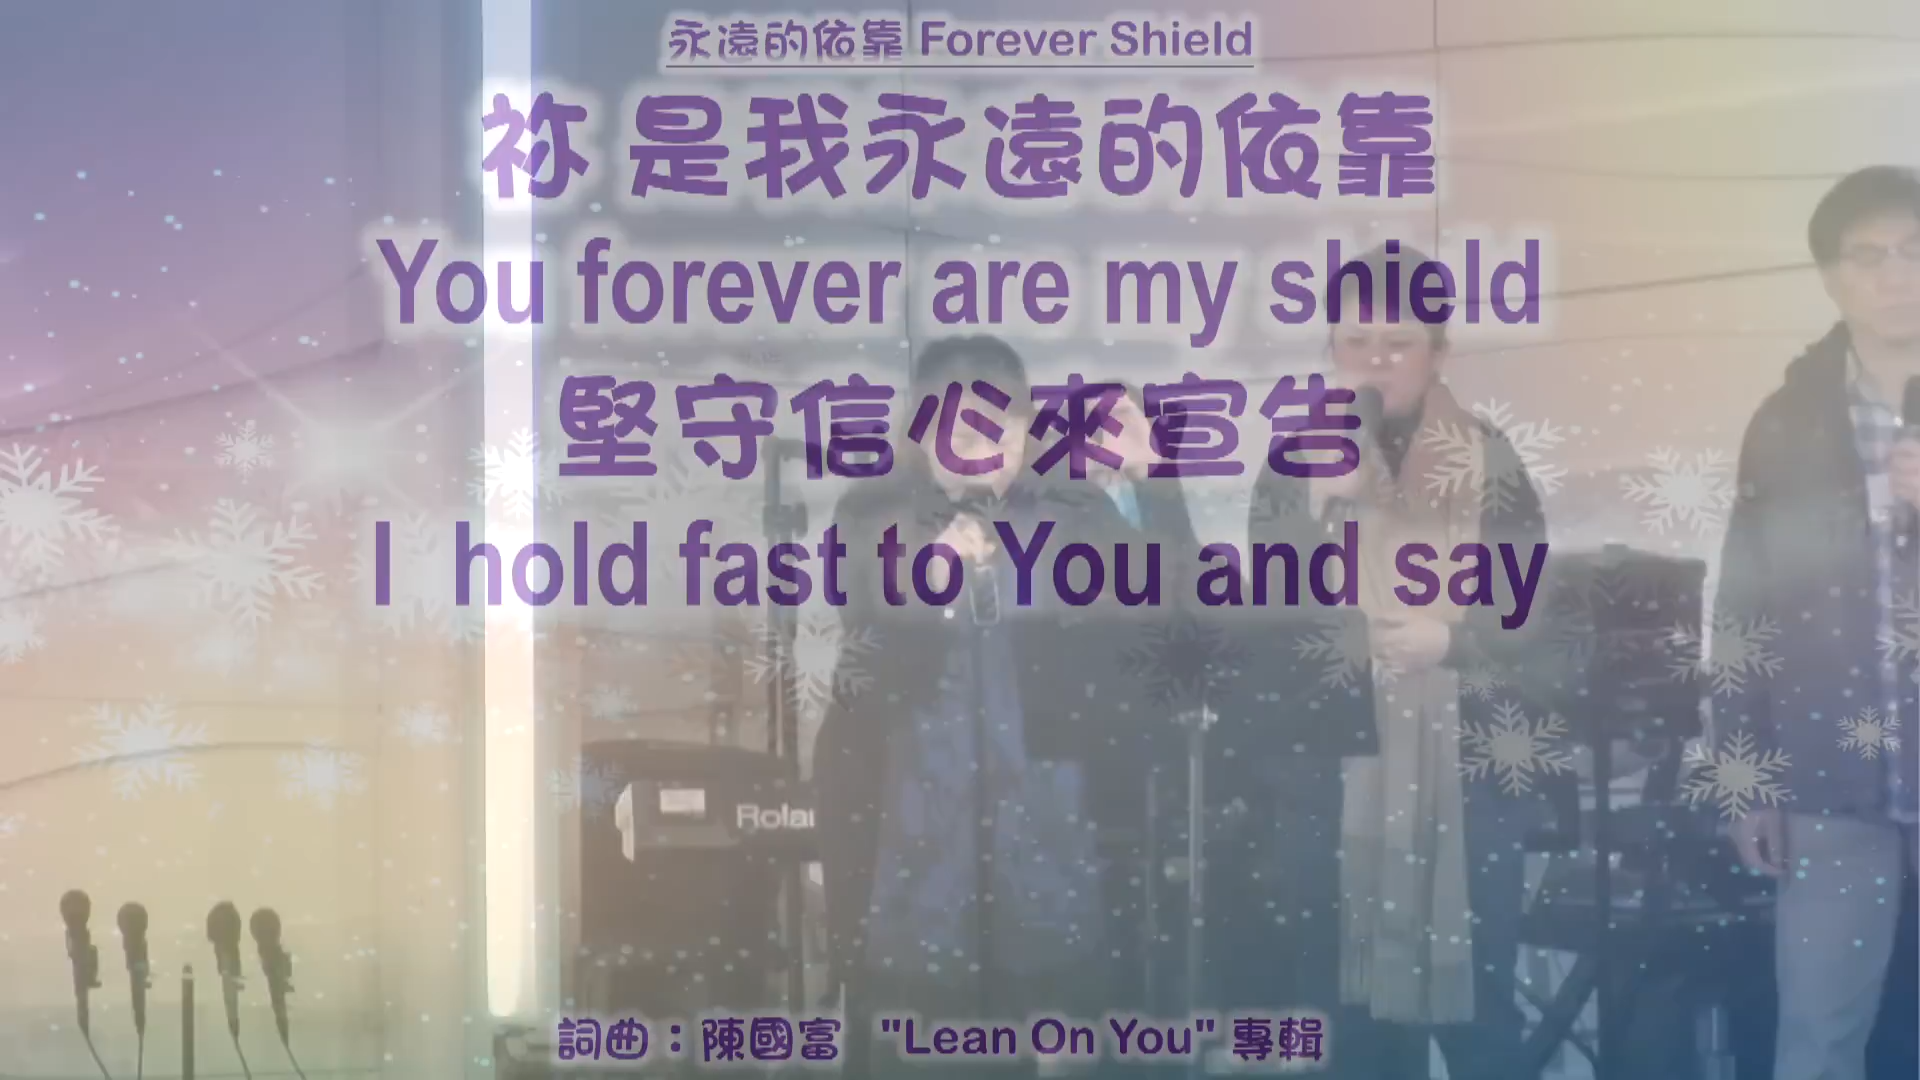 永遠的依靠 Forever Shield
祢 是我永遠的依靠
You forever are my shield
堅守信心來宣告
I hold fast to You and say
Rolan
詞曲：陳國富 "Lean On You" 專輯